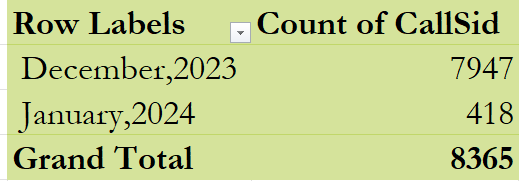 Row Labels Count of CallSid
December,2023 7947
January,2024 418
Grand Total 8365